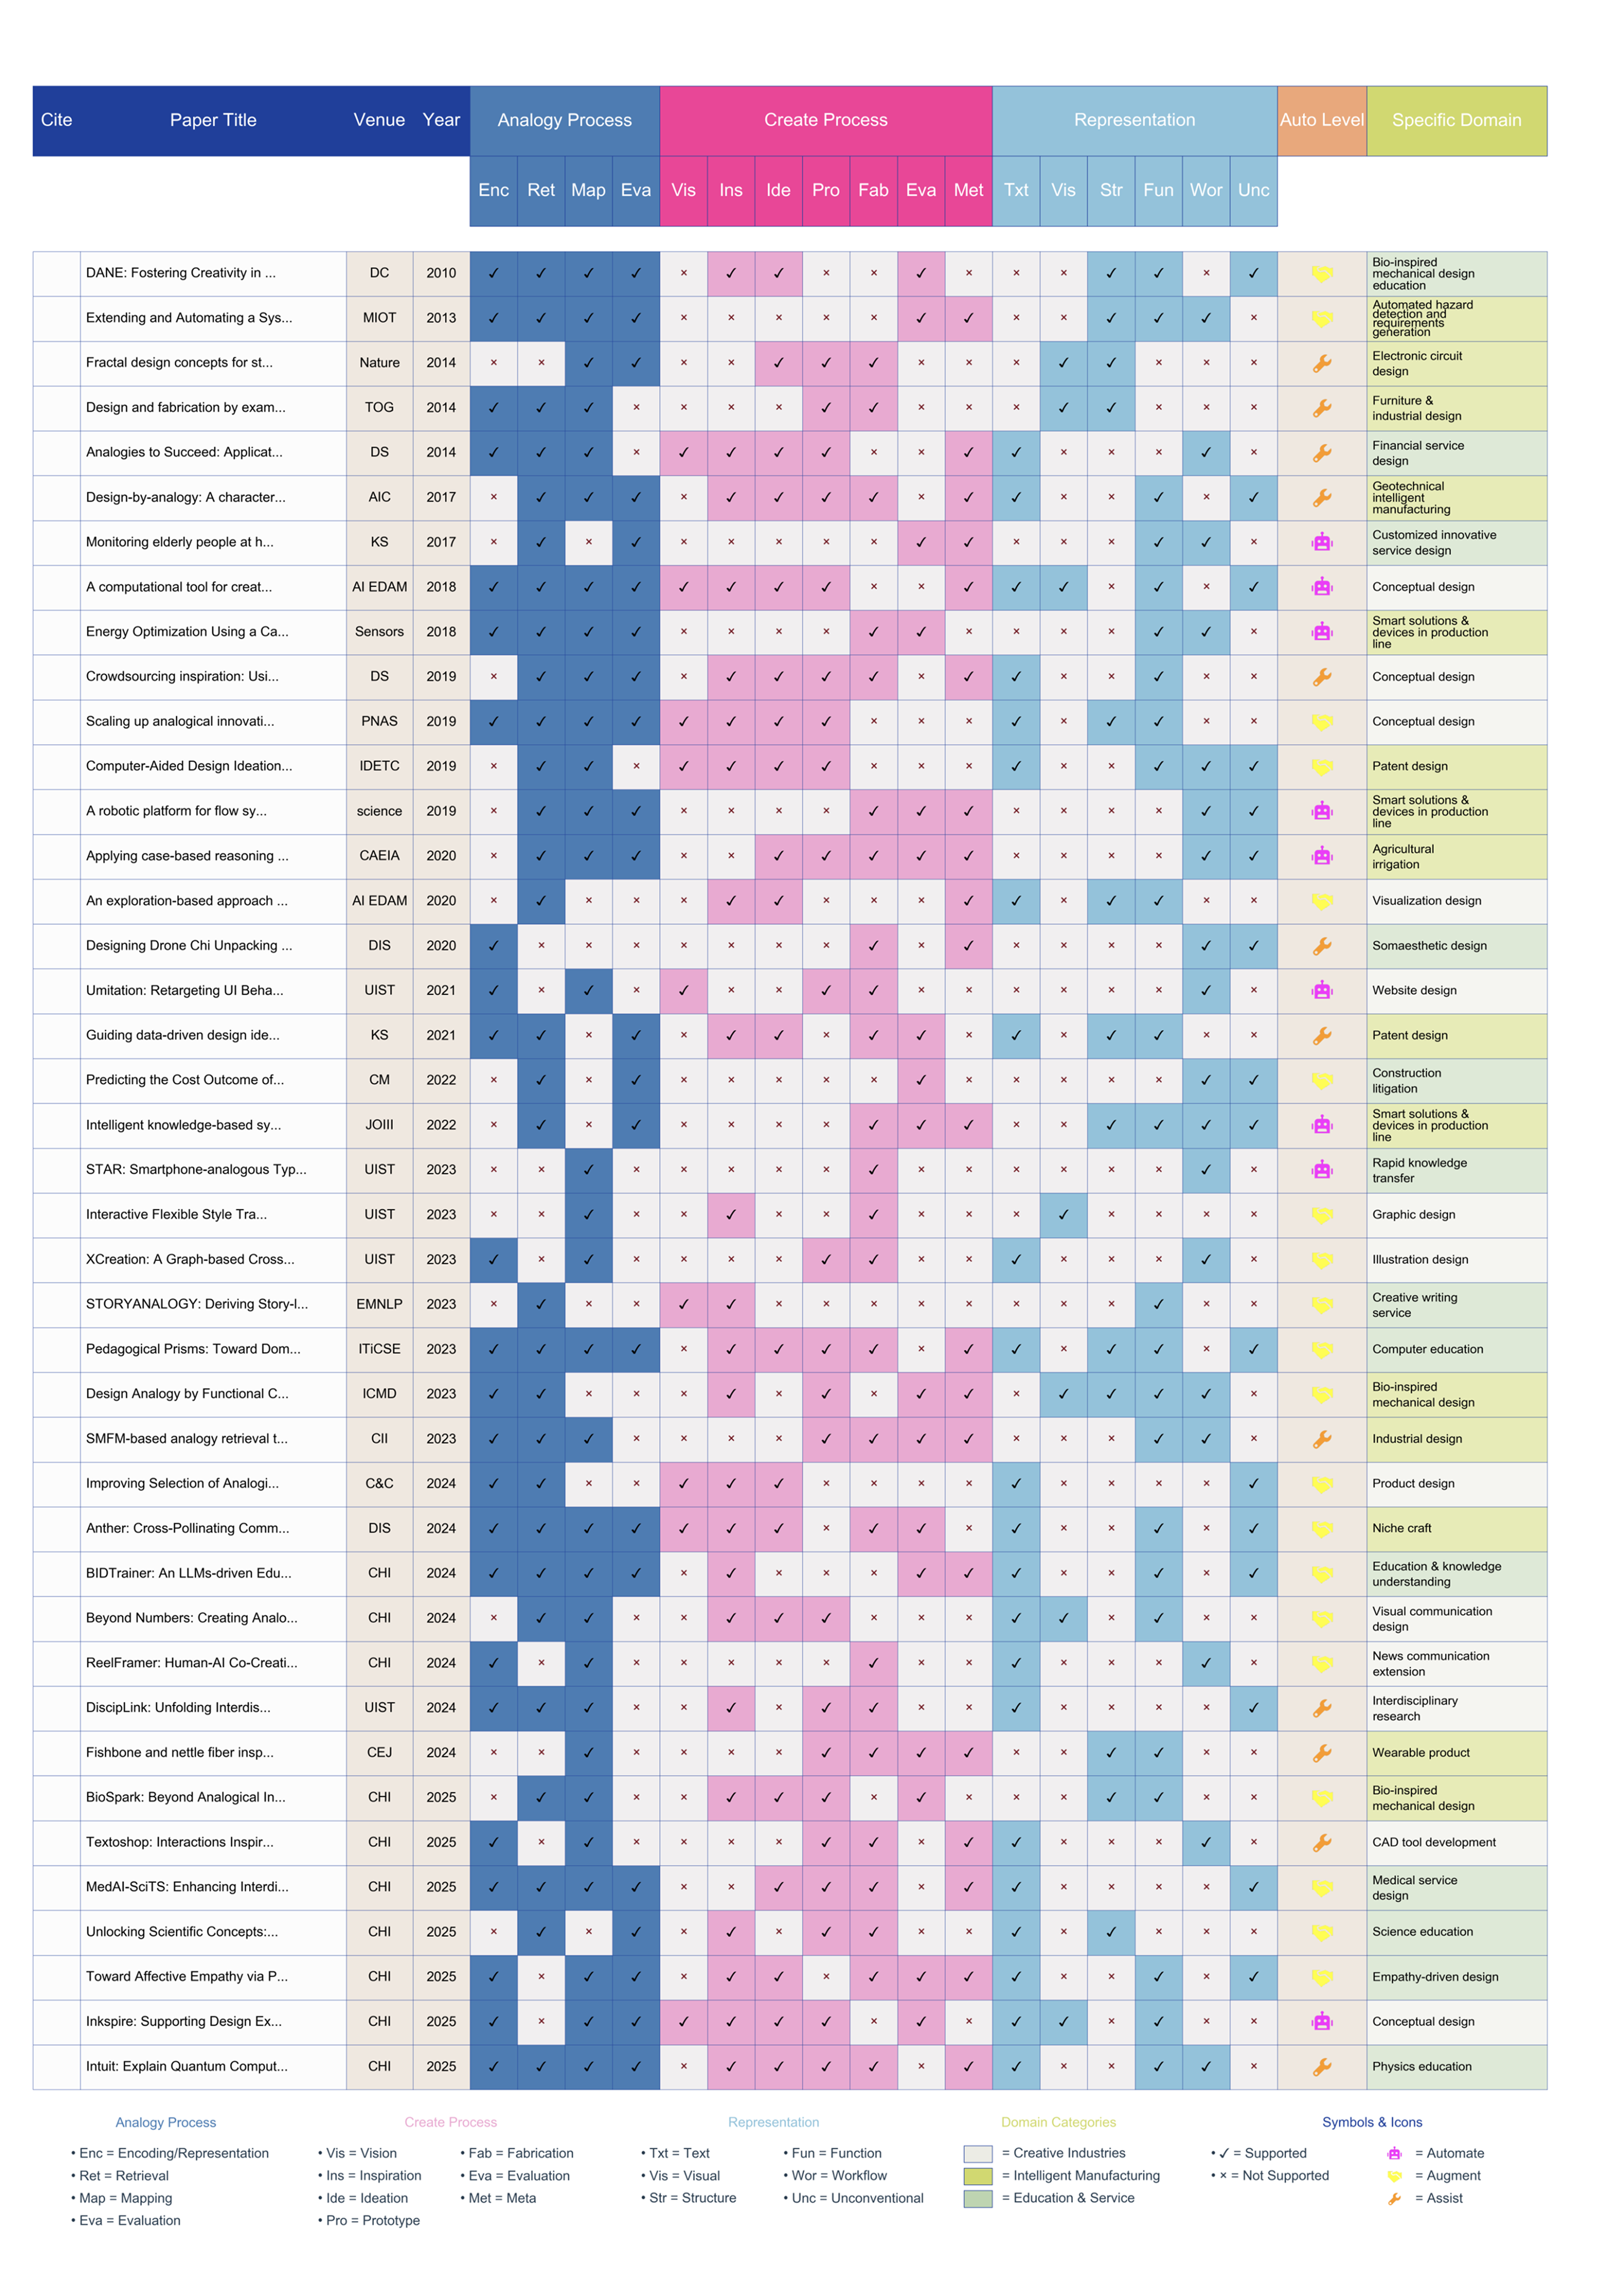 Cite Paper Title Venue Year Analogy Process Create Process Representation Auto Level Specific Domain
Enc Ret Map Eva Vis Ins Ide Pro Fab Eva Met Txt Vis Str Fun Wor Unc
DANE: Fostering Creativity in ... DC 2010 ✓ ✓ ✓ ✓ × ✓ ✓ × × ✓ × × × ✓ ✓ × ✓ Bio-inspired mechanical design education
Extending and Automating a Sys... MIOT 2013 ✓ ✓ ✓ ✓ × × × × × ✓ ✓ × × ✓ ✓ ✓ × Automated hazard detection and requirements generation
Fractal design concepts for st... Nature 2014 × × ✓ ✓ × × ✓ ✓ ✓ × × × ✓ ✓ × × × Electronic circuit design
Design and fabrication by exam... TOG 2014 ✓ ✓ ✓ × × × × ✓ ✓ × × × ✓ ✓ × × × Furniture & industrial design
Analogies to Succeed: Applicat... DS 2014 ✓ ✓ ✓ × ✓ ✓ ✓ ✓ × × ✓ ✓ × × × ✓ × Financial service design
Design-by-analogy: A character... AIC 2017 × ✓ ✓ ✓ × ✓ ✓ ✓ ✓ × ✓ ✓ × × ✓ × ✓ Geotechnical intelligent manufacturing
Monitoring elderly people at h... KS 2017 × ✓ × ✓ × × × × × ✓ ✓ × × × ✓ ✓ × Customized innovative service design
A computational tool for creat... AI EDAM 2018 ✓ ✓ ✓ ✓ ✓ ✓ ✓ ✓ × × ✓ ✓ ✓ × ✓ × ✓ Conceptual design
Energy Optimization Using a Ca... Sensors 2018 ✓ ✓ ✓ ✓ × × × × ✓ ✓ × × × × ✓ ✓ × Smart solutions & devices in production line
Crowdsourcing inspiration: Usi... DS 2019 × ✓ ✓ ✓ × ✓ ✓ ✓ ✓ × ✓ ✓ × × ✓ × × Conceptual design
Scaling up analogical innovati... PNAS 2019 ✓ ✓ ✓ ✓ ✓ ✓ ✓ ✓ × × × ✓ × ✓ ✓ × × Conceptual design
Computer-Aided Design Ideation... IDETC 2019 × ✓ ✓ × ✓ ✓ ✓ ✓ × × × ✓ × × ✓ ✓ ✓ Patent design
A robotic platform for flow sy... science 2019 × ✓ ✓ ✓ × × × × ✓ ✓ ✓ × × × × ✓ ✓ Smart solutions & devices in production line
Applying case-based reasoning ... CAEIA 2020 × ✓ ✓ ✓ × × ✓ ✓ ✓ ✓ ✓ × × × × ✓ ✓ Agricultural irrigation
An exploration-based approach ... AI EDAM 2020 × ✓ × × × ✓ ✓ × × × ✓ ✓ × ✓ ✓ × × Visualization design
Designing Drone Chi Unpacking ... DIS 2020 ✓ × × × × × × × ✓ × ✓ × × × × ✓ ✓ Somaesthetic design
Umitation: Retargeting UI Beha... UIST 2021 ✓ × ✓ × ✓ × × ✓ ✓ × × × × × × ✓ × Website design
Guiding data-driven design ide... KS 2021 ✓ ✓ × ✓ × ✓ ✓ × ✓ ✓ × ✓ × ✓ ✓ × × Patent design
Predicting the Cost Outcome of... CM 2022 × ✓ × ✓ × × × × × ✓ × × × × × ✓ ✓ Construction litigation
Intelligent knowledge-based sy... JOIII 2022 × ✓ × ✓ × × × × ✓ ✓ ✓ × × ✓ ✓ ✓ ✓ Smart solutions & devices in production line
STAR: Smartphone-analogous Typ... UIST 2023 × × ✓ × × × × × ✓ × × × × × × ✓ × Rapid knowledge transfer
Interactive Flexible Style Tra... UIST 2023 × × ✓ × × ✓ × × ✓ × × × ✓ × × × × Graphic design
XCreation: A Graph-based Cross... UIST 2023 ✓ × ✓ × × × × ✓ ✓ × × ✓ × × × ✓ × Illustration design
STORYANALOGY: Deriving Story-l... EMNLP 2023 × ✓ × × ✓ ✓ × × × × × × × × ✓ × × Creative writing service
Pedagogical Prisms: Toward Dom... ITiCSE 2023 ✓ ✓ ✓ ✓ × ✓ ✓ ✓ ✓ × ✓ ✓ × ✓ ✓ × ✓ Computer education
Design Analogy by Functional C... ICMD 2023 ✓ ✓ × × × ✓ × ✓ × ✓ ✓ × ✓ ✓ ✓ ✓ × Bio-inspired mechanical design
SMFM-based analogy retrieval t... CII 2023 ✓ ✓ ✓ × × × × ✓ ✓ ✓ ✓ × × × ✓ ✓ × Industrial design
Improving Selection of Analogi... C&C 2024 ✓ ✓ × × ✓ ✓ ✓ × × × × ✓ × × × × ✓ Product design
Anther: Cross-Pollinating Comm... DIS 2024 ✓ ✓ ✓ ✓ ✓ ✓ ✓ × ✓ ✓ × ✓ × × ✓ × ✓ Niche craft
BIDTrainer: An LLMs-driven Edu... CHI 2024 ✓ ✓ ✓ ✓ × ✓ × × × ✓ ✓ ✓ × × ✓ × ✓ Education & knowledge understanding
Beyond Numbers: Creating Analo... CHI 2024 × ✓ ✓ × × ✓ ✓ ✓ × × × ✓ ✓ × ✓ × × Visual communication design
ReelFramer: Human-AI Co-Creati... CHI 2024 ✓ × ✓ × × × × × ✓ × × ✓ × × × ✓ × News communication extension
DiscipLink: Unfolding Interdis... UIST 2024 ✓ ✓ ✓ × × ✓ × ✓ ✓ × × ✓ × × × × ✓ Interdisciplinary research
Fishbone and nettle fiber insp... CEJ 2024 × × ✓ × × × × ✓ ✓ ✓ ✓ × × ✓ ✓ × × Wearable product
BioSpark: Beyond Analogical In... CHI 2025 × ✓ ✓ × × ✓ ✓ ✓ × ✓ × × × ✓ ✓ × × Bio-inspired mechanical design
Textoshop: Interactions Inspir... CHI 2025 ✓ × ✓ × × × × ✓ ✓ × ✓ ✓ × × × ✓ × CAD tool development
MedAI-SciTS: Enhancing Interdi... CHI 2025 ✓ ✓ ✓ ✓ × × ✓ ✓ ✓ × ✓ ✓ × × × × ✓ Medical service design
Unlocking Scientific Concepts:... CHI 2025 × ✓ × ✓ × ✓ × ✓ ✓ × × ✓ × ✓ × × × Science education
Toward Affective Empathy via P... CHI 2025 ✓ × ✓ ✓ × ✓ ✓ × ✓ ✓ ✓ ✓ × × ✓ × ✓ Empathy-driven design
Inkspire: Supporting Design Ex... CHI 2025 ✓ × ✓ ✓ ✓ ✓ ✓ ✓ × ✓ × ✓ ✓ × ✓ × × Conceptual design
Intuit: Explain Quantum Comput... CHI 2025 ✓ ✓ ✓ ✓ × ✓ ✓ ✓ ✓ × ✓ ✓ × × ✓ ✓ × Physics education
Analogy Process Create Process Representation Domain Categories Symbols & Icons
• Enc = Encoding/Representation • Vis = Vision • Fab = Fabrication • Txt = Text • Fun = Function = Creative Industries • ✓ = Supported = Automate
• Ret = Retrieval • Ins = Inspiration • Eva = Evaluation • Vis = Visual • Wor = Workflow = Intelligent Manufacturing • × = Not Supported = Augment
• Map = Mapping • Ide = Ideation • Met = Meta • Str = Structure • Unc = Unconventional = Education & Service = Assist
• Eva = Evaluation • Pro = Prototype